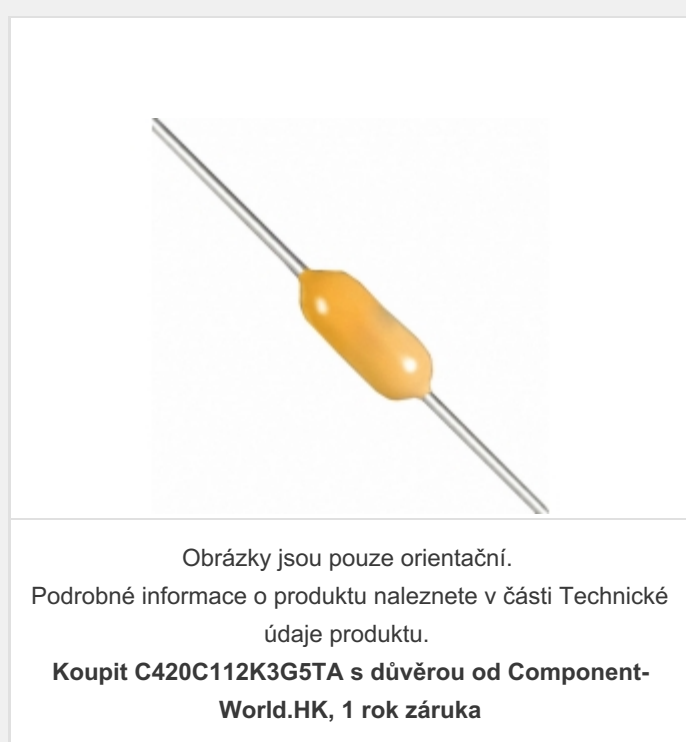 Obrázky jsou pouze orientační.
Podrobné informace o produktu naleznete v části Technické
údaje produktu.
Koupit C420C112K3G5TA s důvěrou od Component-
World.HK, 1 rok záruka